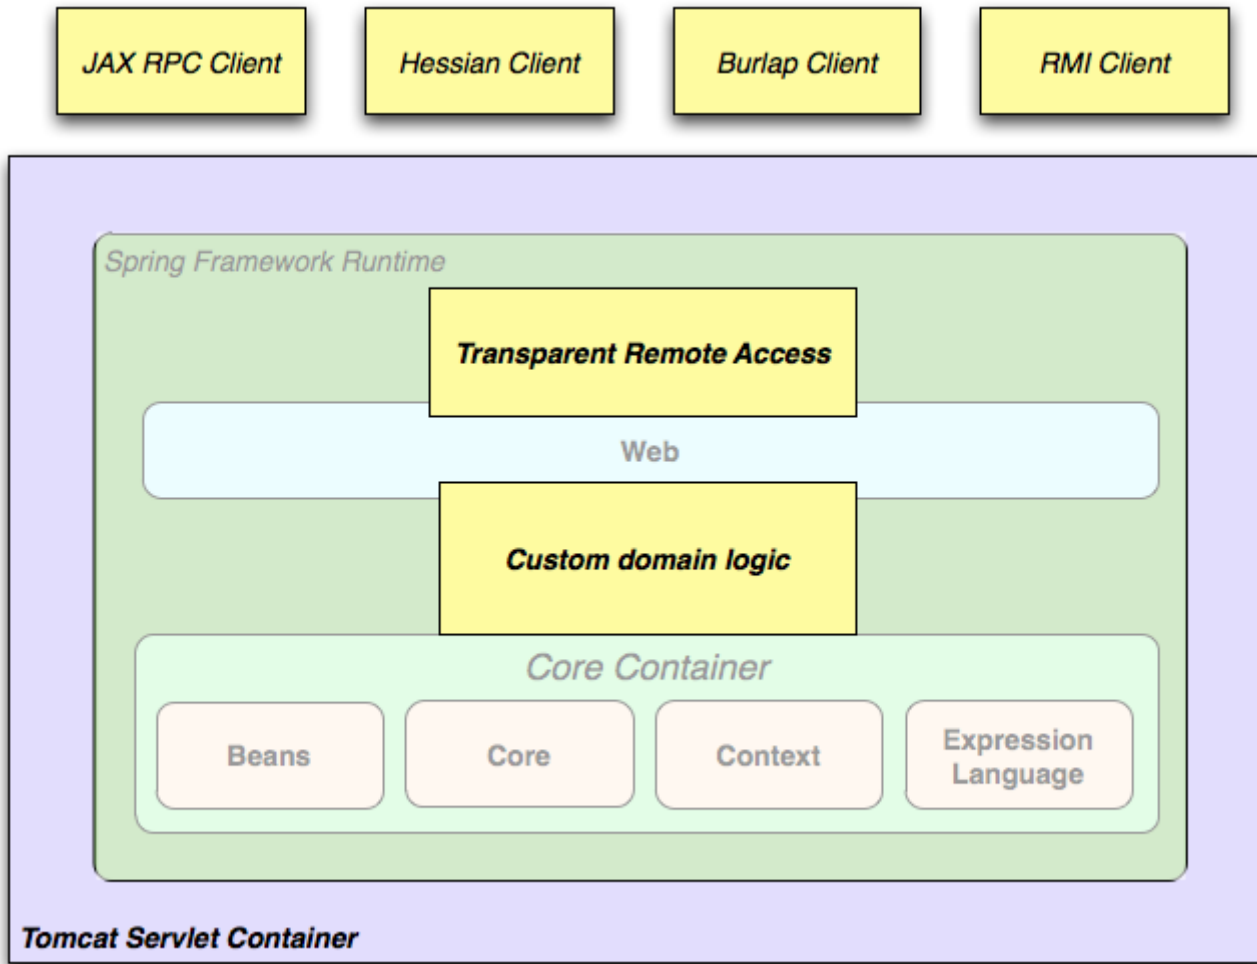 JAX RPC Client
Hessian Client
Burlap Client
RMI Client
Spring Framework Runtime
Transparent Remote Access
Web
Custom domain logic
Core Container
Beans
Core
Context
Expression
Language
Tomcat Servlet Container